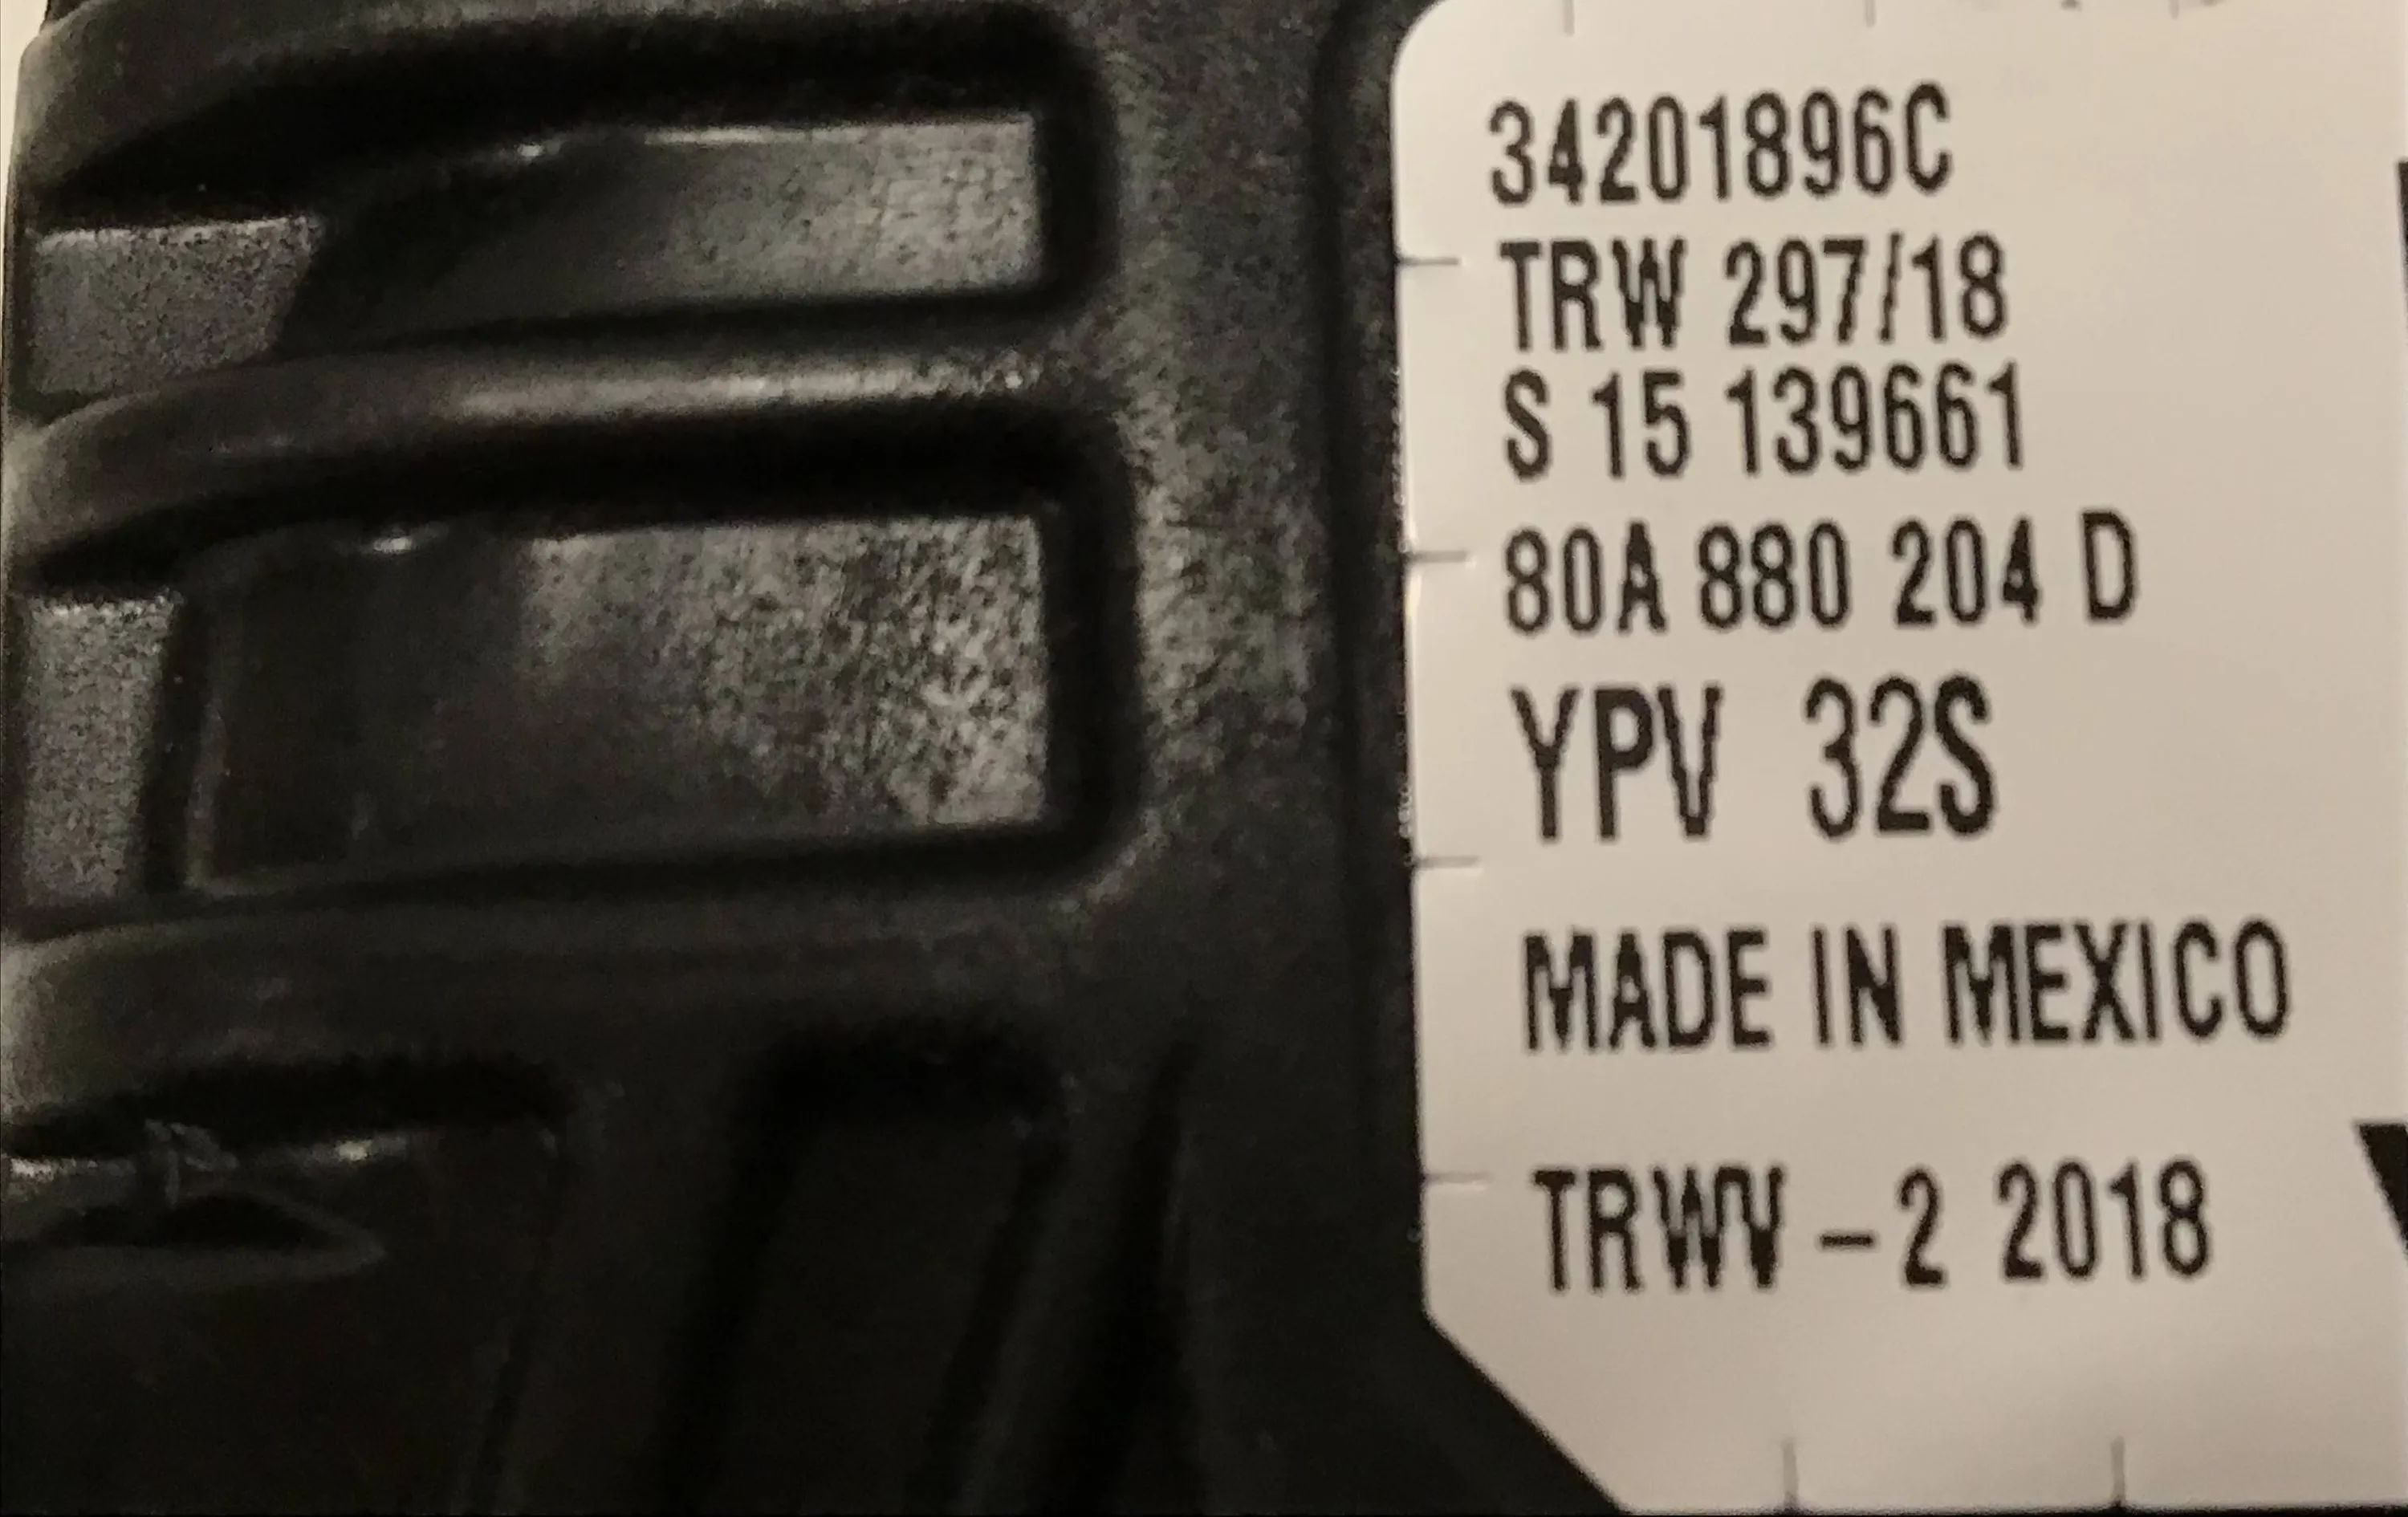 34201896C
TRW 297/18
S 15 139661
80A 880 204 D
YPV 32S
MADE IN MEXICO
TRWV - 2 2018